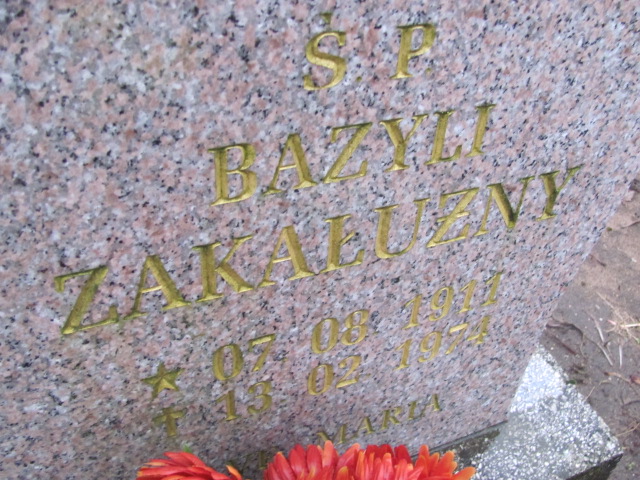 Ś. P.
BAZYLI
ZAKAŁUZNY
★ 07 08 1911
✝ 13 02 1974